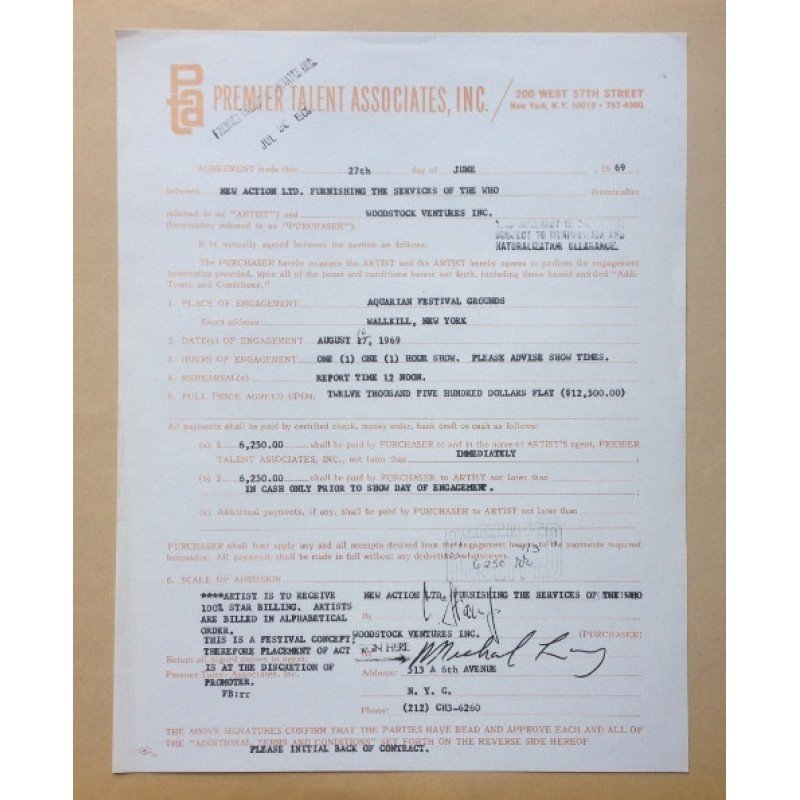 pta PREMIER TALENT ASSOCIATES, INC. / 200 WEST 57TH STREET
New York, N.Y. 10019 • 757-4300
JUL
AGREEMENT made this 27th day of JUNE , 1969
between NEW ACTION LTD. FURNISHING THE SERVICES OF THE WHO (hereinafter
referred to as "ARTIST") and WOODSTOCK VENTURES INC.
(hereinafter referred to as "PURCHASER").
SUBJECT TO IMMIGRATION AND
It is mutually agreed between the parties as follows: NATURALIZATION CLEARANCE.
The PURCHASER hereby engages the ARTIST and the ARTIST hereby agrees to perform the engagement
hereinafter provided, upon all of the terms and conditions herein set forth, including those hereof entitled "Addi-
Terms and Conditions."
1. PLACE OF ENGAGEMENT AQUARIAN FESTIVAL GROUNDS
Exact address WALLKILL, NEW YORK
2. DATE(s) OF ENGAGEMENT AUGUST 16, 1969
3. HOURS OF ENGAGEMENT ONE (1) ONE (1) HOUR SHOW. PLEASE ADVISE SHOW TIMES.
4. REHEARSAL(s) REPORT TIME 12 NOON.
5. FULL PRICE AGREED UPON: TWELVE THOUSAND FIVE HUNDRED DOLLARS FLAT ($12,500.00)
All payments shall be paid by certified check, money order, bank draft or cash as follows:
(a) $ 6,250.00 shall be paid by PURCHASER to and in the name of ARTIST'S agent, PREMIER
TALENT ASSOCIATES, INC., not later than IMMEDIATELY ;
(b) $ 6,250.00 shall be paid by PURCHASER to ARTIST not later than
IN CASH ONLY PRIOR TO SHOW DAY OF ENGAGEMENT. ;
(c) Additional payments, if any, shall be paid by PURCHASER to ARTIST not later than
PURCHASER shall first apply any and all receipts derived from the engagement herein to the payments required
hereunder. All payments shall be made in full without any deductions whatsoever.
6250
6. SCALE OF ADMISSION
****ARTIST IS TO RECEIVE
100% STAR BILLING. ARTISTS
ARE BILLED IN ALPHABETICAL
ORDER.
THIS IS A FESTIVAL CONCEPT
THEREFORE PLACEMENT OF ACT
IS AT THE DISCRETION OF
PROMOTER.
FB:rr
Return all signed copies to agent:
Premier Talent Associates, Inc.
NEW ACTION LTD. FURNISHING THE SERVICES OF THE WHO
By
WOODSTOCK VENTURES INC. (PURCHASER)
SIGN HERE Michael Lang
Address: 513 A 6th AVENUE
N. Y. C.
Phone: (212) CH3-6260
THE ABOVE SIGNATURES CONFIRM THAT THE PARTIES HAVE READ AND APPROVE EACH AND ALL OF
THE "ADDITIONAL TERMS AND CONDITIONS" SET FORTH ON THE REVERSE SIDE HEREOF.
PLEASE INITIAL BACK OF CONTRACT.